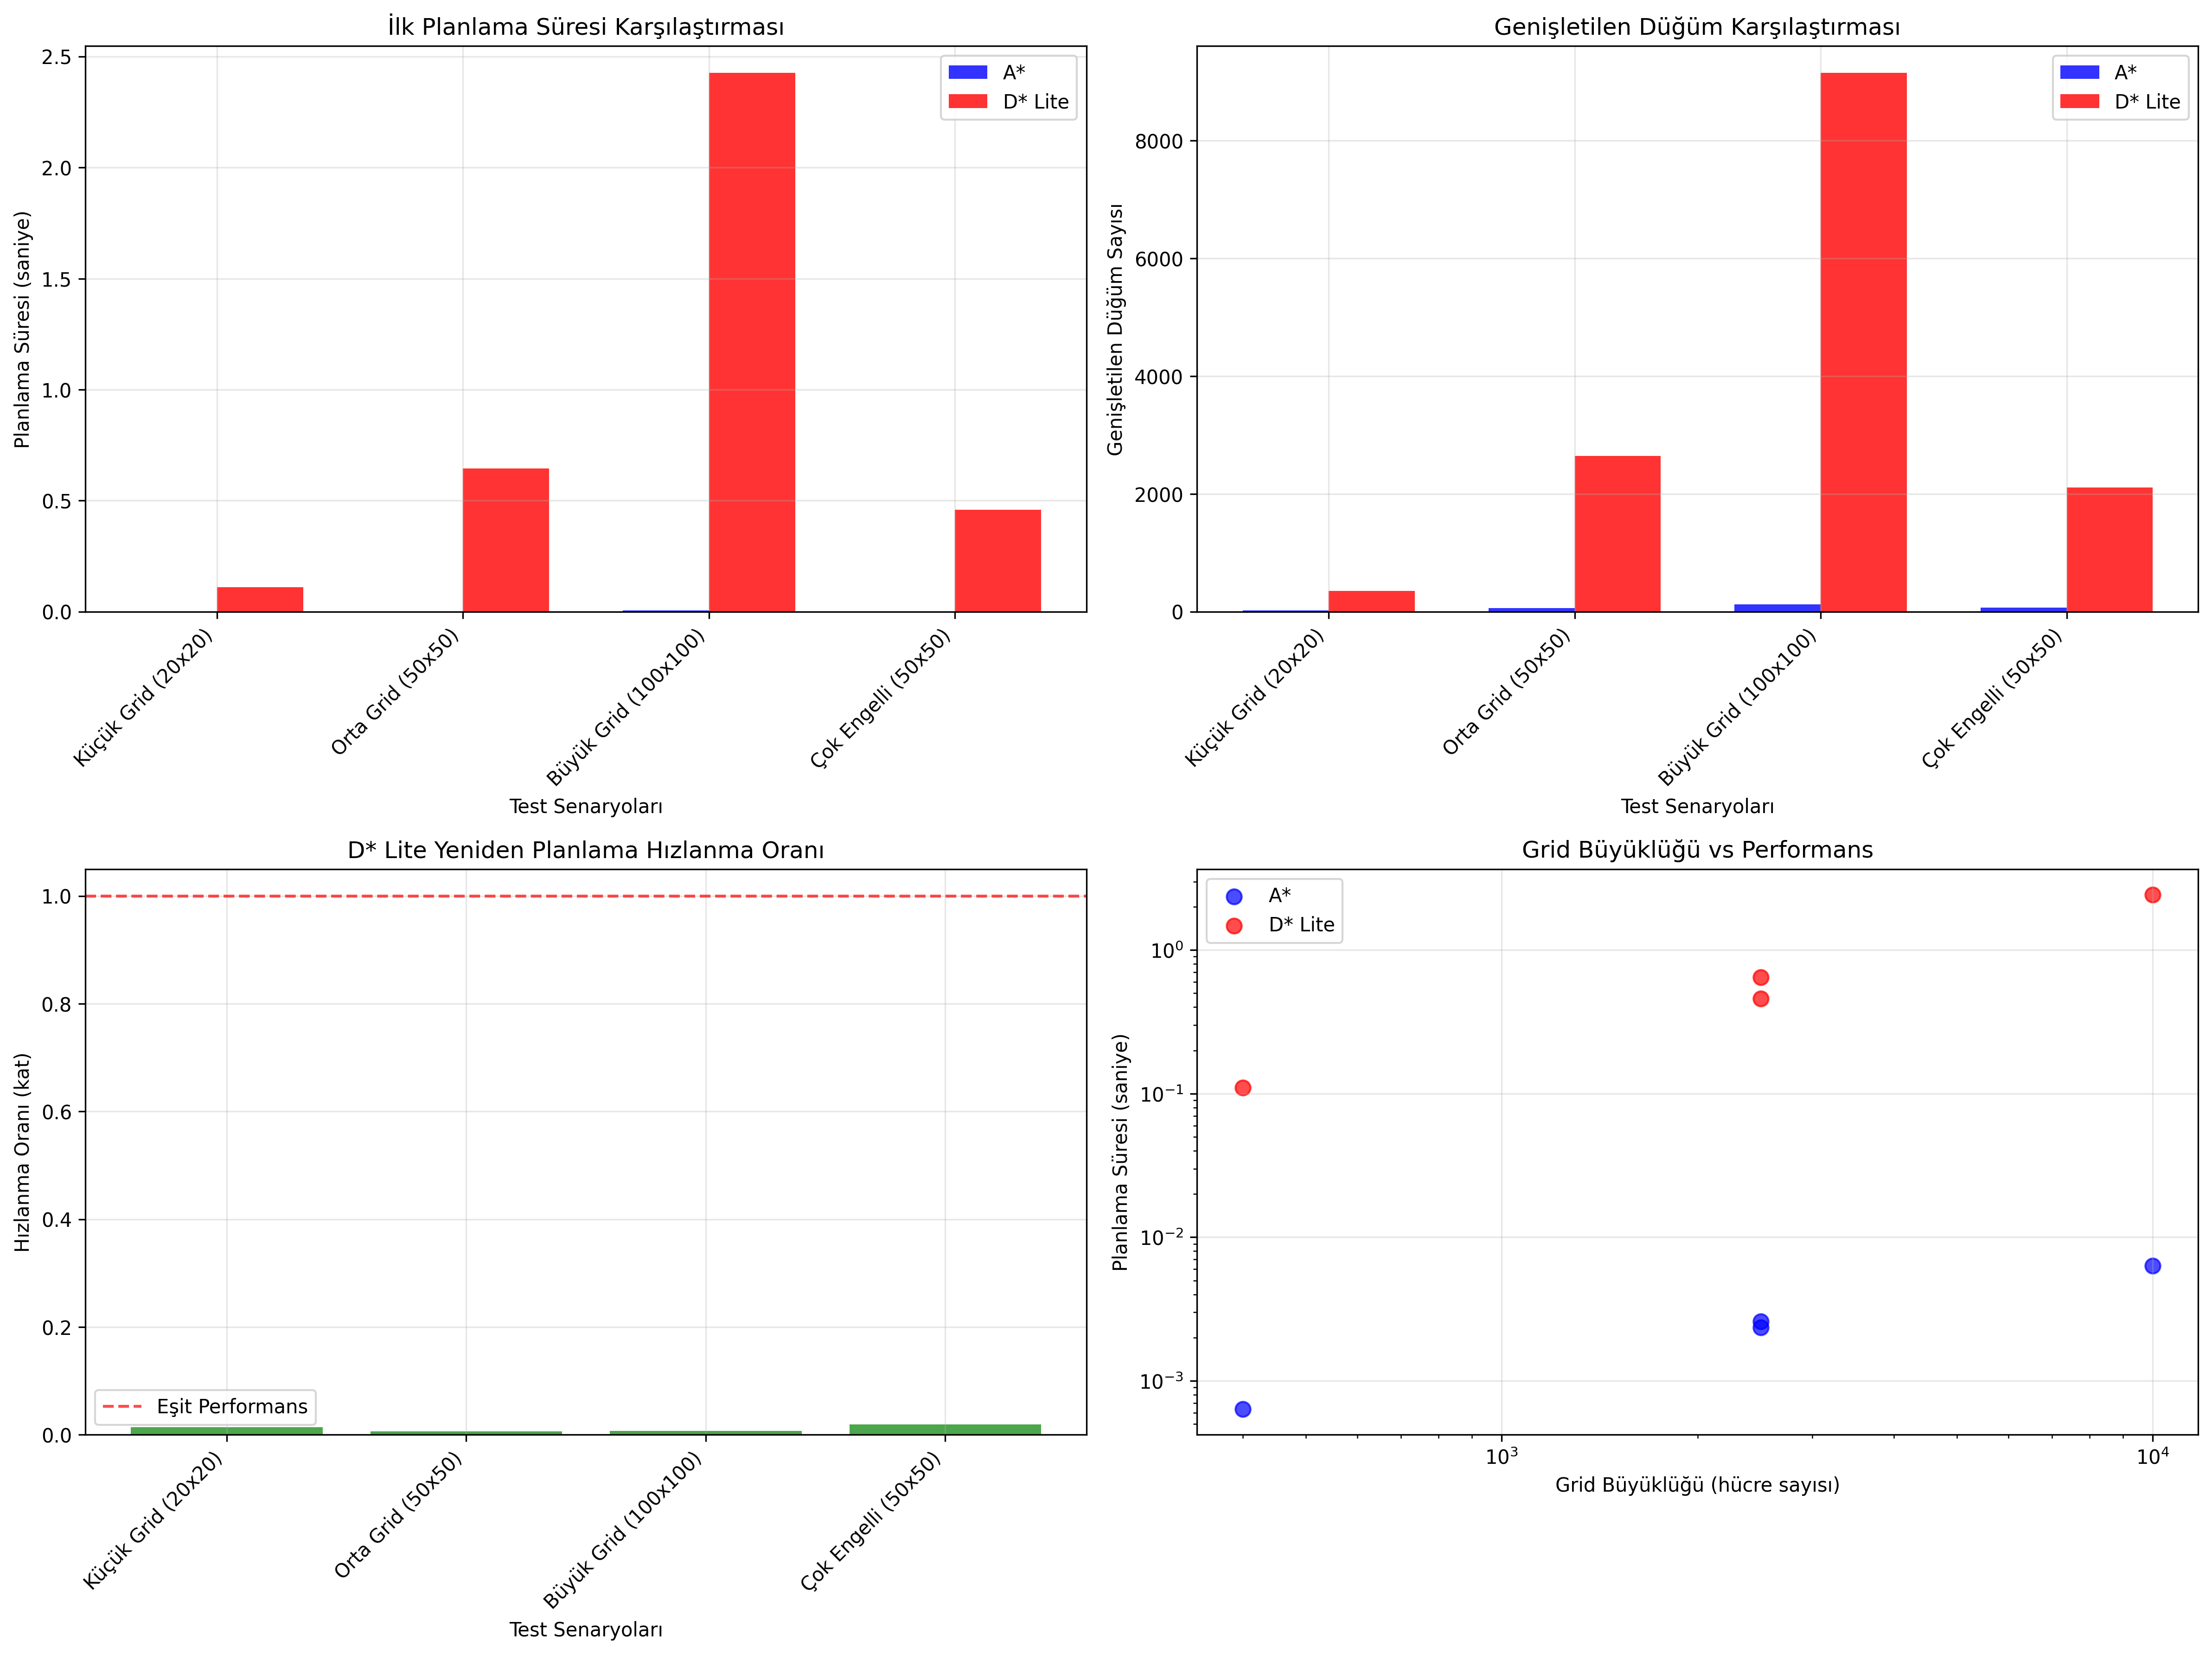 İlk Planlama Süresi Karşılaştırması
A*
D* Lite
Planlama Süresi (saniye)
2.5
2.0
1.5
1.0
0.5
0.0
Küçük Grid (20x20)
Orta Grid (50x50)
Büyük Grid (100x100)
Çok Engelli (50x50)
Test Senaryoları
Genişletilen Düğüm Karşılaştırması
A*
D* Lite
Genişletilen Düğüm Sayısı
8000
6000
4000
2000
0
Küçük Grid (20x20)
Orta Grid (50x50)
Büyük Grid (100x100)
Çok Engelli (50x50)
Test Senaryoları
D* Lite Yeniden Planlama Hızlanma Oranı
Hızlanma Oranı (kat)
1.0
0.8
0.6
0.4
0.2
0.0
Eşit Performans
Küçük Grid (20x20)
Orta Grid (50x50)
Büyük Grid (100x100)
Çok Engelli (50x50)
Test Senaryoları
Grid Büyüklüğü vs Performans
A*
D* Lite
Planlama Süresi (saniye)
10⁰
10⁻¹
10⁻²
10⁻³
10³
10⁴
Grid Büyüklüğü (hücre sayısı)